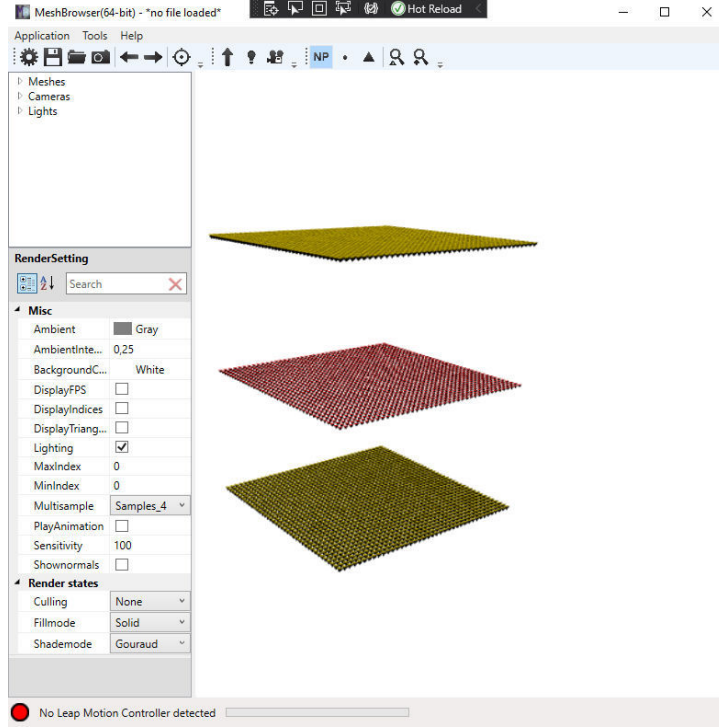 MeshBrowser(64-bit) - *no file loaded*
Hot Reload
Application Tools Help
NP
Meshes
Cameras
Lights
RenderSetting
Search
Misc
Ambient Gray
AmbientInte... 0,25
BackgroundC... White
DisplayFPS
DisplayIndices
DisplayTriang...
Lighting
MaxIndex 0
MinIndex 0
Multisample Samples_4
PlayAnimation
Sensitivity 100
Shownormals
Render states
Culling None
Fillmode Solid
Shademode Gouraud
No Leap Motion Controller detected